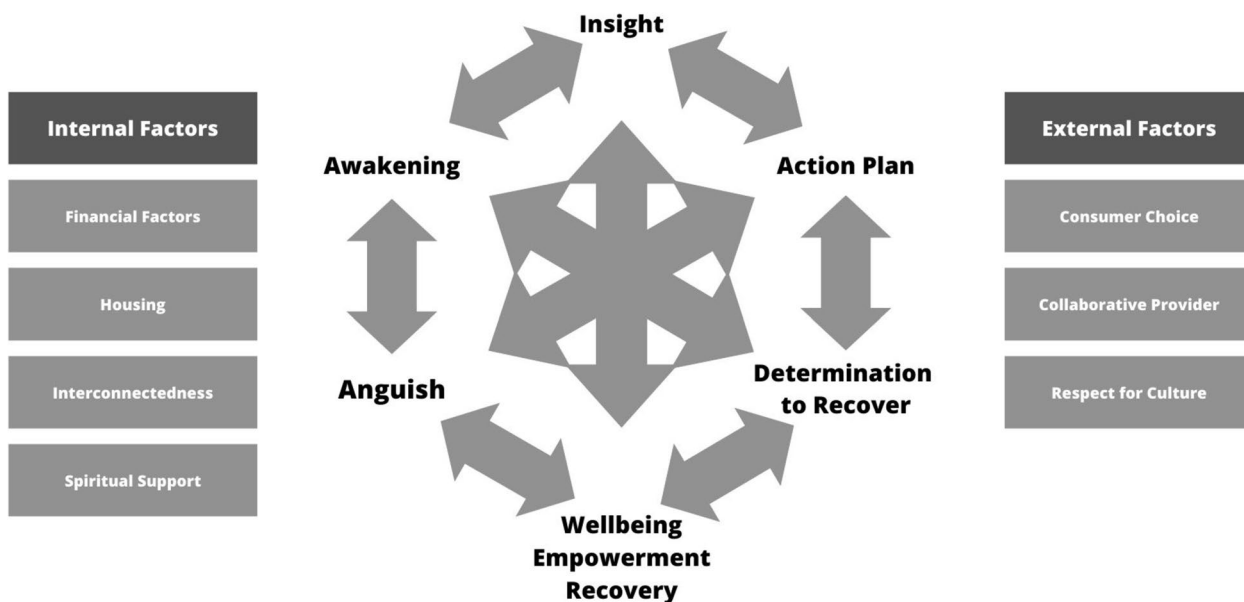 Insight
Internal Factors
External Factors
Awakening
Action Plan
Financial Factors
Consumer Choice
Housing
Collaborative Provider
Anguish
Determination
to Recover
Interconnectedness
Respect for Culture
Spiritual Support
Wellbeing
Empowerment
Recovery